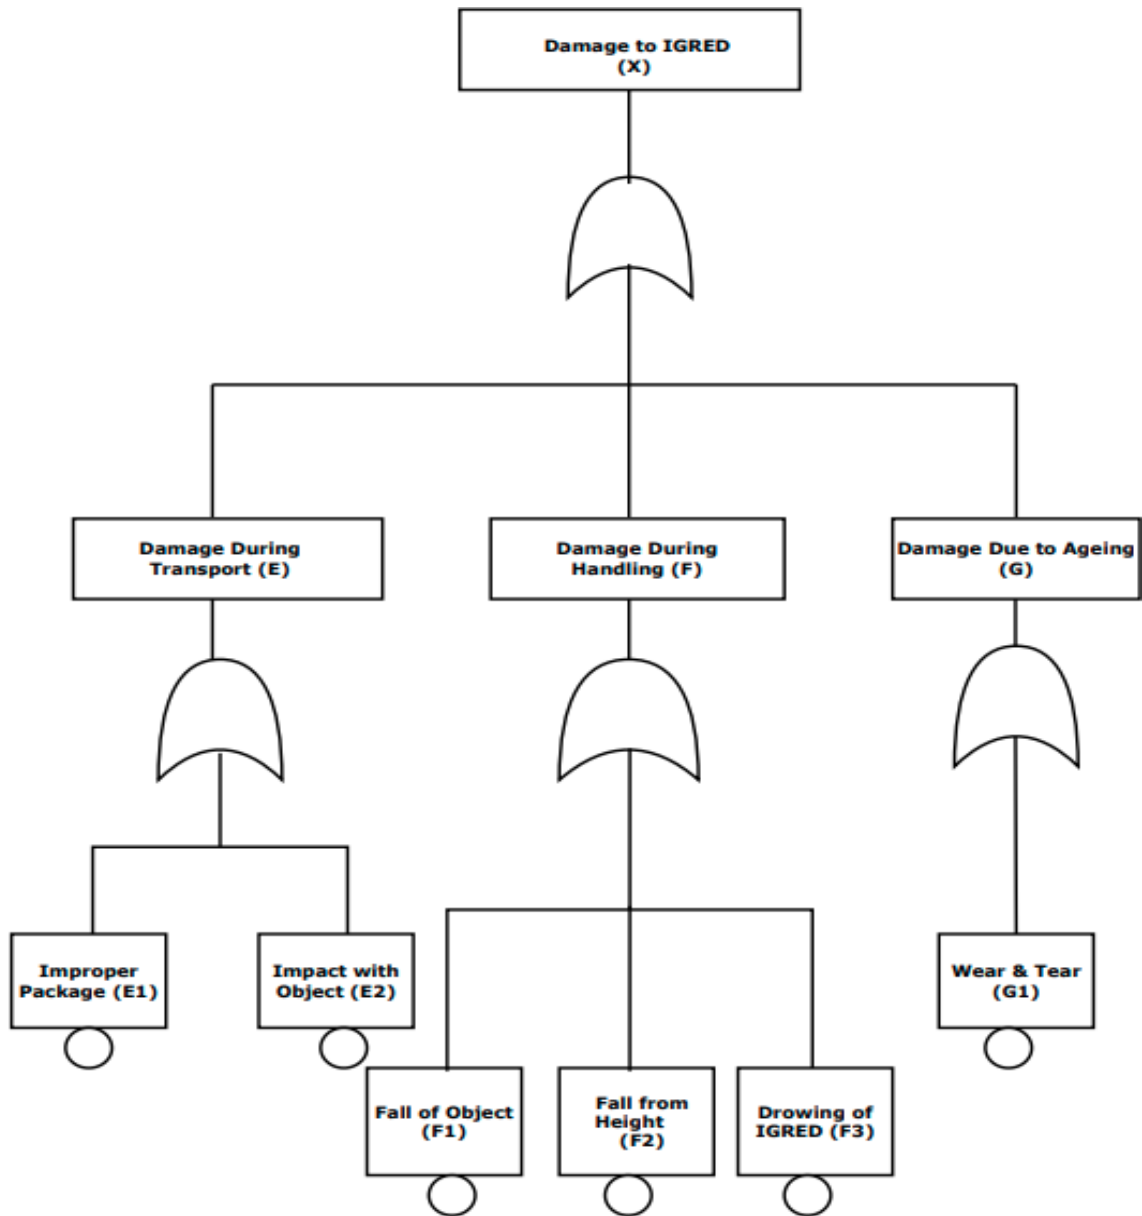 Damage to IGRED
(X)
Damage During
Transport (E)
Damage During
Handling (F)
Damage Due to Ageing
(G)
Improper
Package (E1)
Impact with
Object (E2)
Wear & Tear
(G1)
Fall of Object
(F1)
Fall from
Height
(F2)
Drowing of
IGRED (F3)